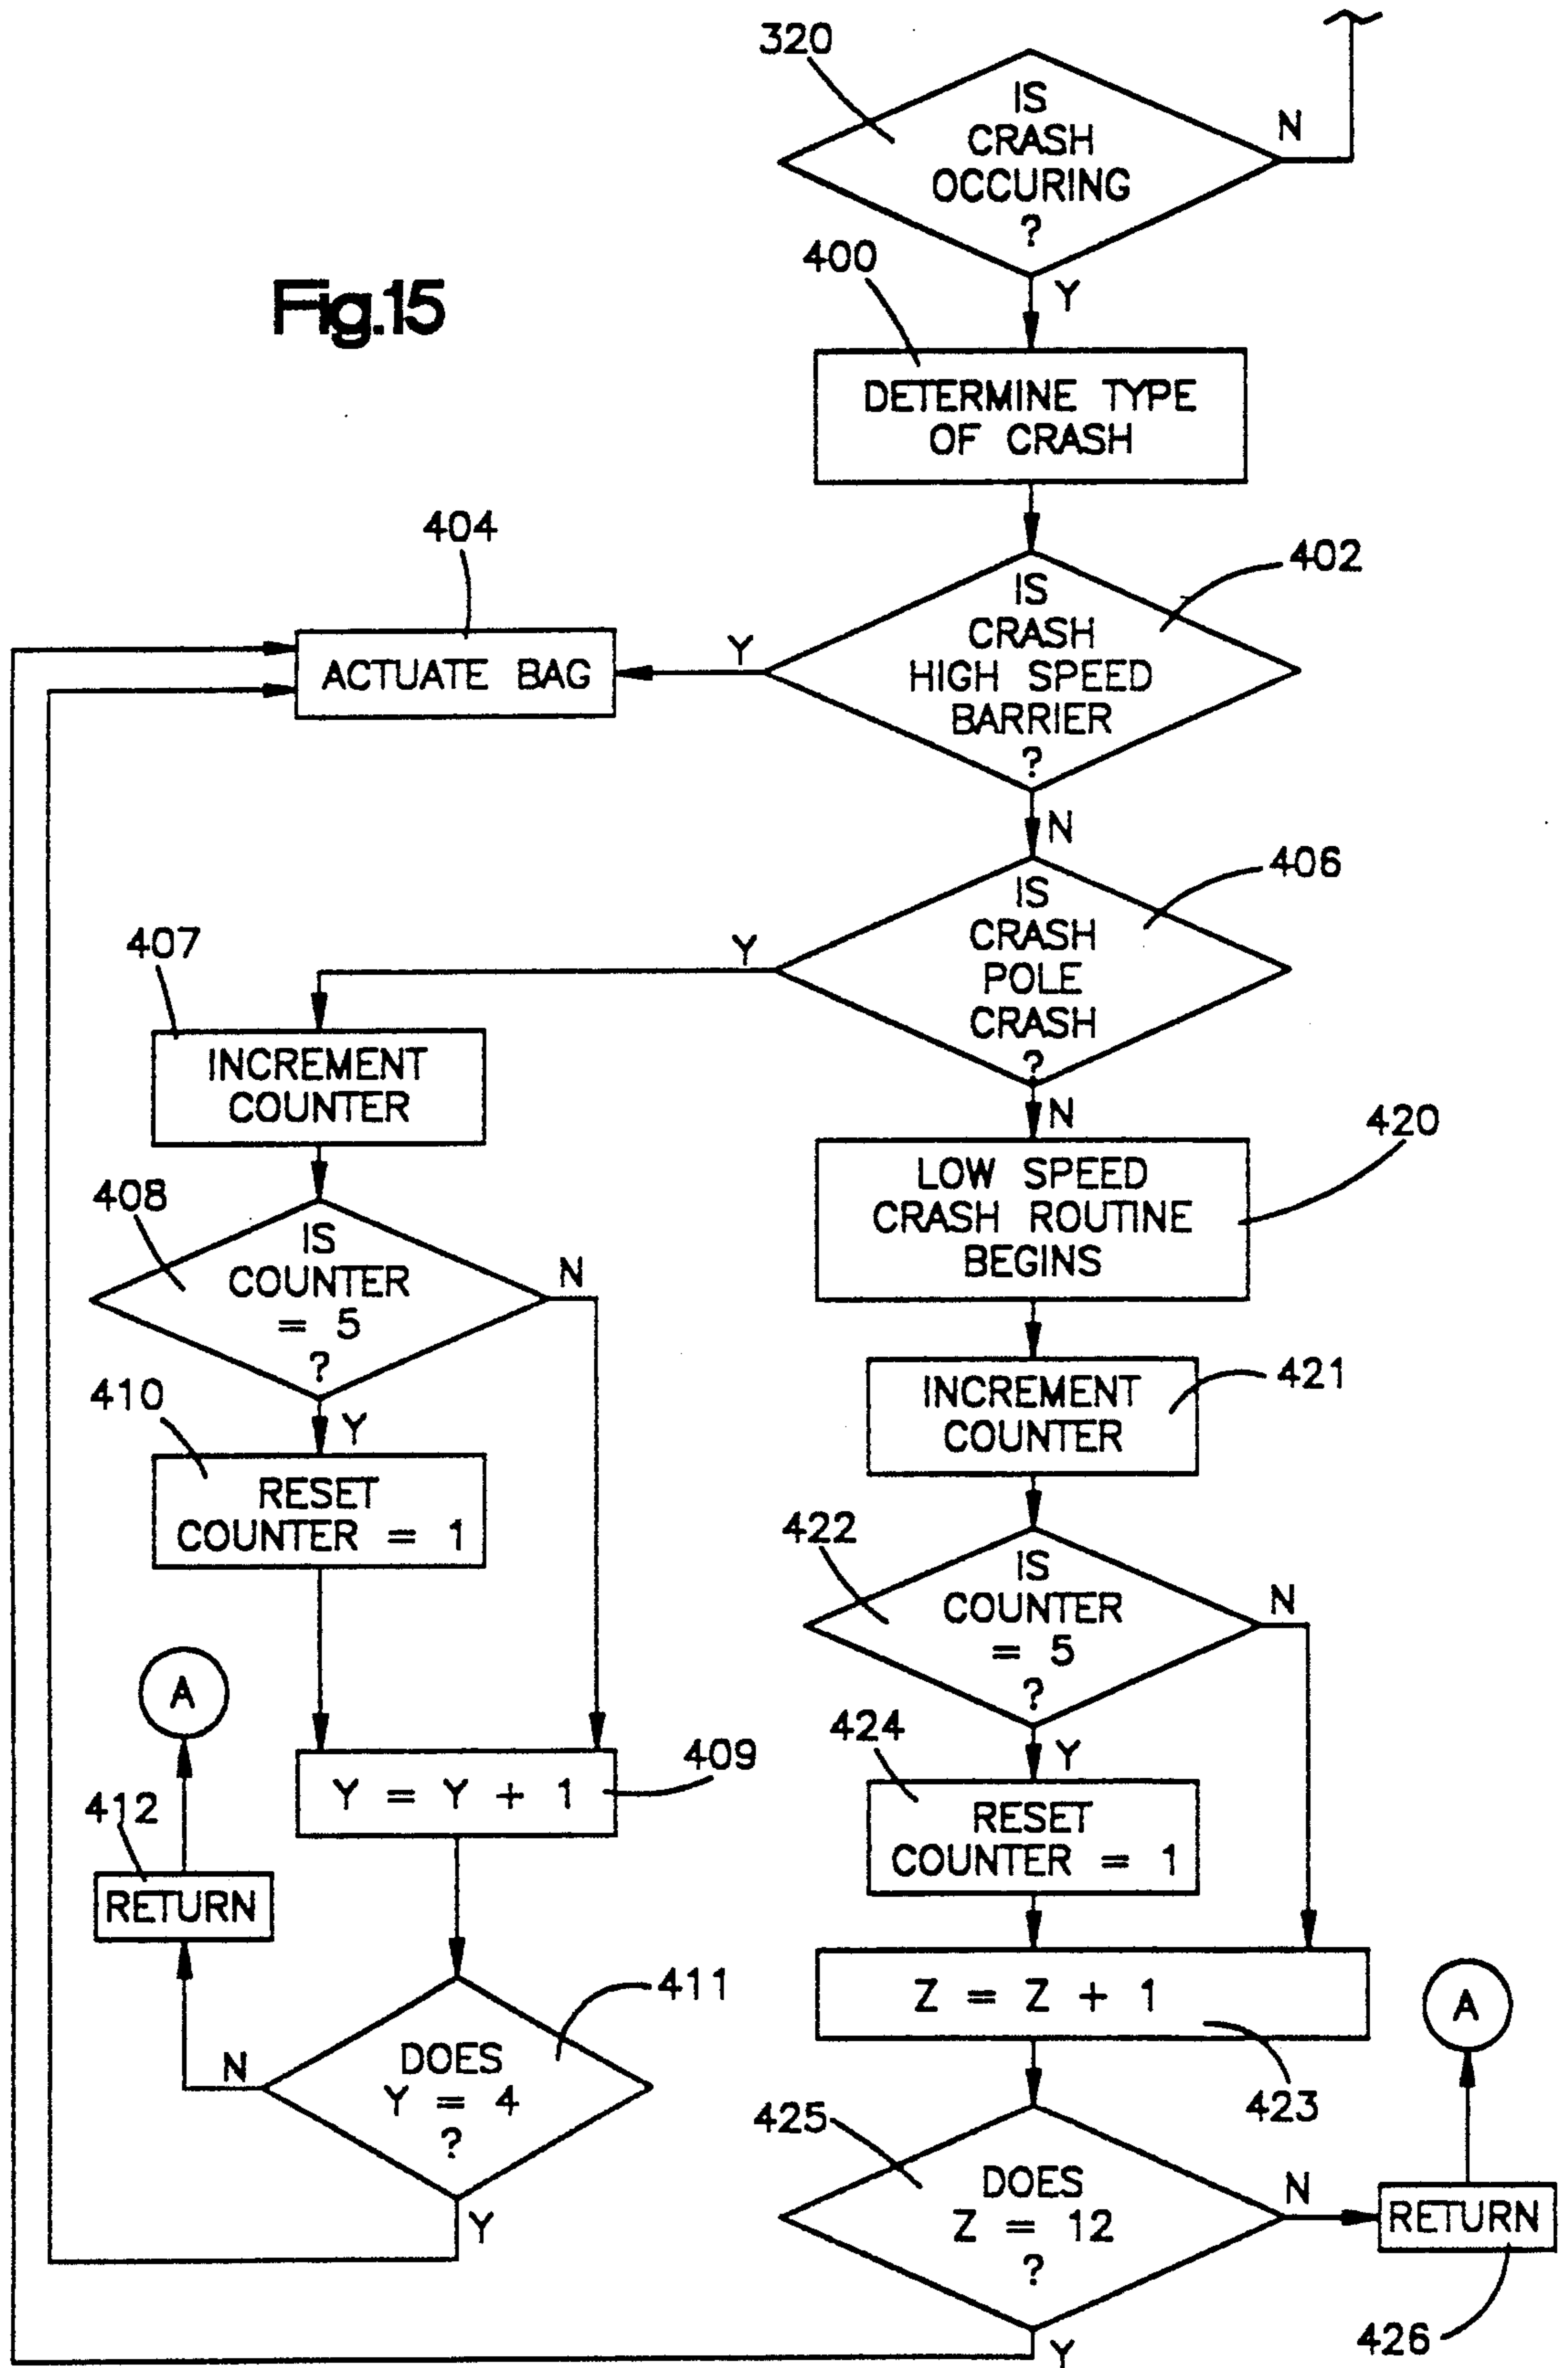 320
IS
CRASH
OCCURING
?
N
Y
Fig.15
400
DETERMINE TYPE
OF CRASH
404
ACTUATE BAG
402
IS
CRASH
HIGH SPEED
BARRIER
?
Y
N
406
IS
CRASH
POLE
CRASH
?
Y
N
407
INCREMENT
COUNTER
408
IS
COUNTER
= 5
?
N
Y
410
RESET
COUNTER = 1
409
Y = Y + 1
A
412
RETURN
411
DOES
Y = 4
?
N
Y
420
LOW SPEED
CRASH ROUTINE
BEGINS
421
INCREMENT
COUNTER
422
IS
COUNTER
= 5
?
N
Y
424
RESET
COUNTER = 1
Z = Z + 1
423
425
DOES
Z = 12
?
N
Y
A
RETURN
426